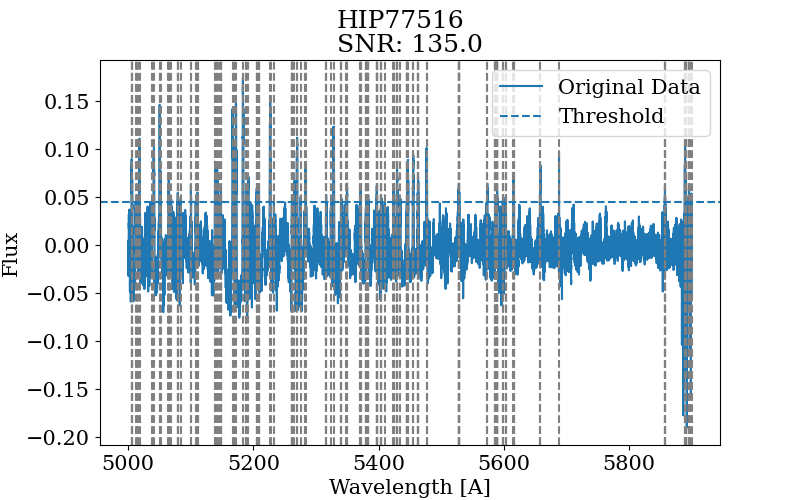 HIP77516
SNR: 135.0
Original Data
Threshold
0.15
0.10
0.05
0.00
−0.05
−0.10
−0.15
−0.20
Flux
5000 5200 5400 5600 5800
Wavelength [A]